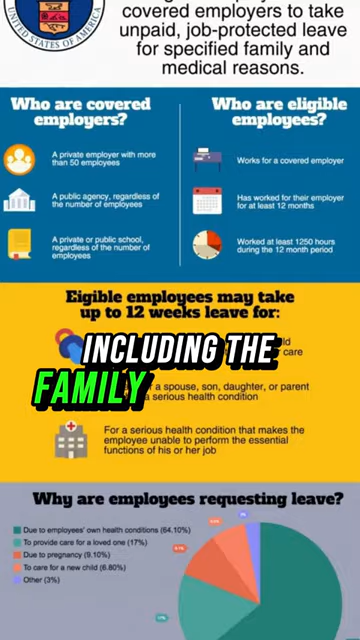 UNITED STATES OF AMERICA
covered employers to take
unpaid, job-protected leave
for specified family and
medical reasons.
Who are covered
employers?
A private employer with more
than 50 employees
A public agency, regardless of
the number of employees
A private or public school,
regardless of the number of
employees
Who are eligible
employees?
Works for a covered employer
Has worked for their employer
for at least 12 months
Worked at least 1250 hours
during the 12 month period
Eigible employees may take
up to 12 weeks leave for:
care
INCLUDING THE
FAMILY
a spouse, son, daughter, or parent
a serious health condition
For a serious health condition that makes the
employee unable to perform the essential
functions of his or her job
Why are employees requesting leave?
Due to employees' own health conditions (64.10%)
To provide care for a loved one (17%)
Due to pregnancy (9.10%)
To care for a new child (6.80%)
Other (3%)